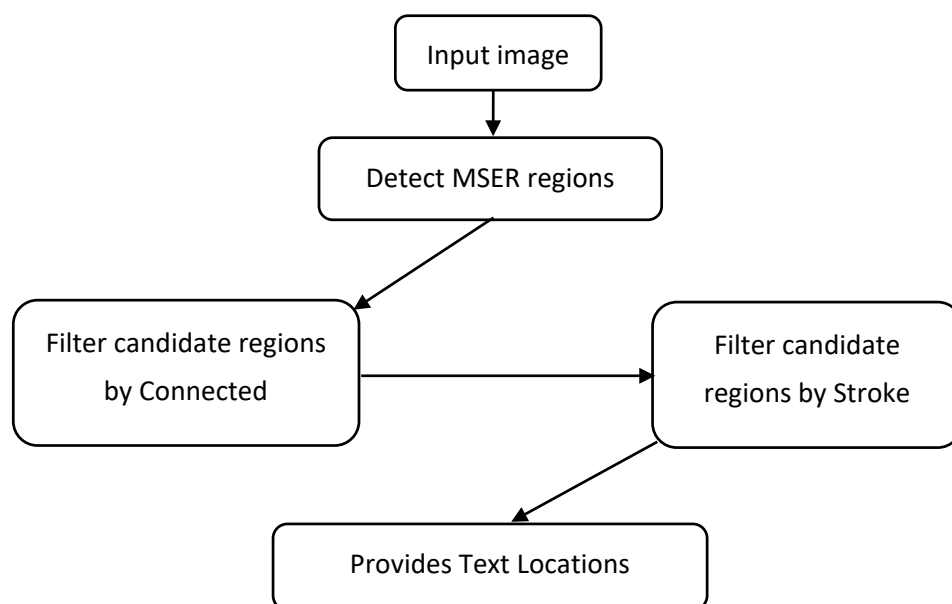 Input image
Detect MSER regions
Filter candidate regions
by Connected
Filter candidate
regions by Stroke
Provides Text Locations